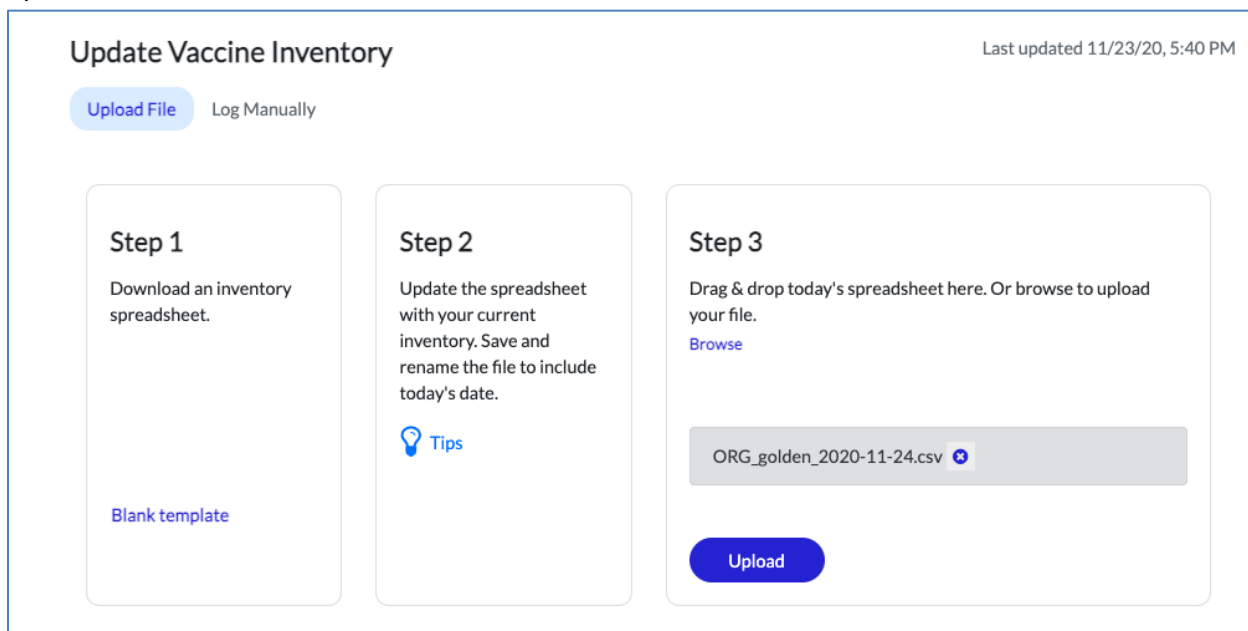 Update Vaccine Inventory
Last updated 11/23/20, 5:40 PM
Upload File
Log Manually
Step 1
Download an inventory
spreadsheet.
Blank template
Step 2
Update the spreadsheet
with your current
inventory. Save and
rename the file to include
today's date.
Tips
Step 3
Drag & drop today's spreadsheet here. Or browse to upload
your file.
Browse
ORG_golden_2020-11-24.csv
Upload